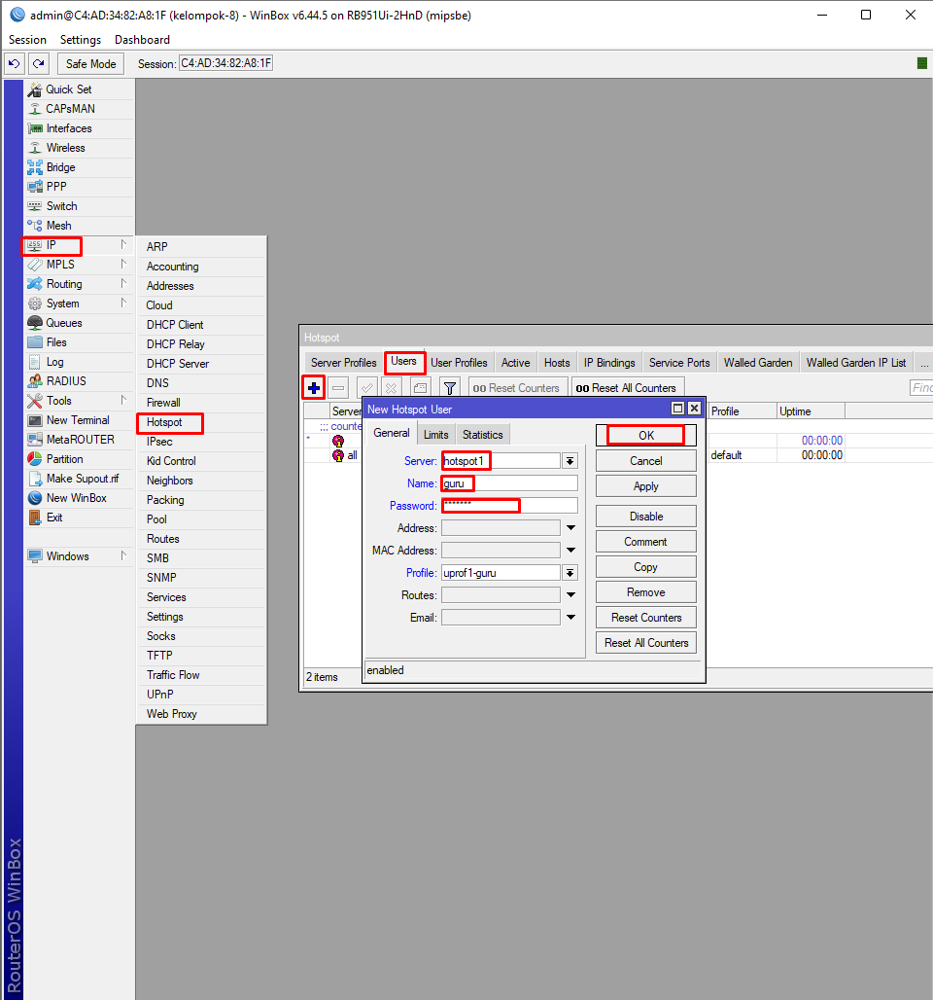 admin@C4:AD:34:82:A8:1F (kelompok-8) - WinBox v6.44.5 on RB951Ui-2HnD (mipsbe)
Session Settings Dashboard
Safe Mode Session: C4:AD:34:82:A8:1F
Quick Set
CAPsMAN
Interfaces
Wireless
Bridge
PPP
Switch
Mesh
IP
MPLS
Routing
System
Queues
Files
Log
RADIUS
Tools
New Terminal
MetaROUTER
Partition
Make Supout.rif
New WinBox
Exit
Windows
RouterOS WinBox
ARP
Accounting
Addresses
Cloud
DHCP Client
DHCP Relay
DHCP Server
DNS
Firewall
Hotspot
IPsec
Kid Control
Neighbors
Packing
Pool
Routes
SMB
SNMP
Services
Settings
Socks
TFTP
Traffic Flow
UPnP
Web Proxy
Hotspot
Server Profiles Users User Profiles Active Hosts IP Bindings Service Ports Walled Garden Walled Garden IP List ...
00 Reset Counters 00 Reset All Counters Find
Server Profile Uptime
;;; counte
* 00:00:00
all default 00:00:00
2 items
New Hotspot User
General Limits Statistics
Server: hotspot1
Name: guru
Password: *******
Address:
MAC Address:
Profile: uprof1-guru
Routes:
Email:
enabled
OK
Cancel
Apply
Disable
Comment
Copy
Remove
Reset Counters
Reset All Counters